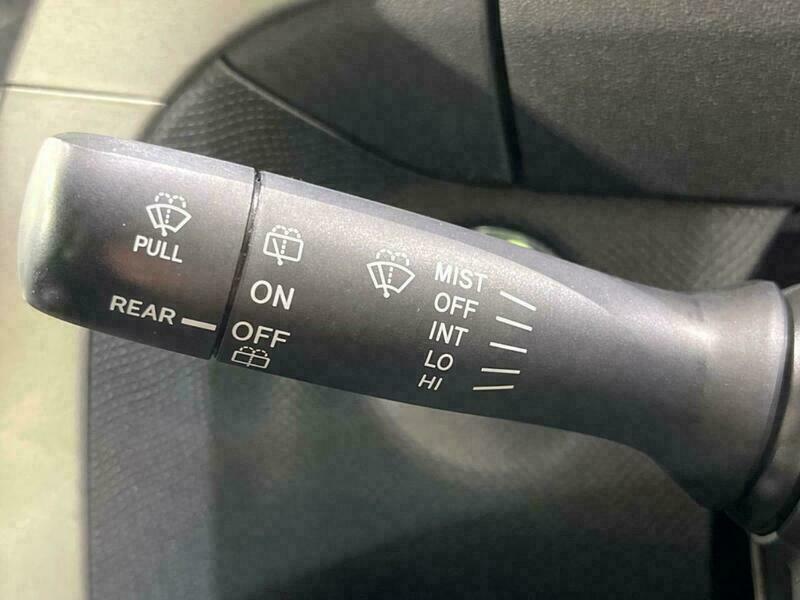 PULL
REAR
ON
OFF
MIST
OFF
INT
LO
HI